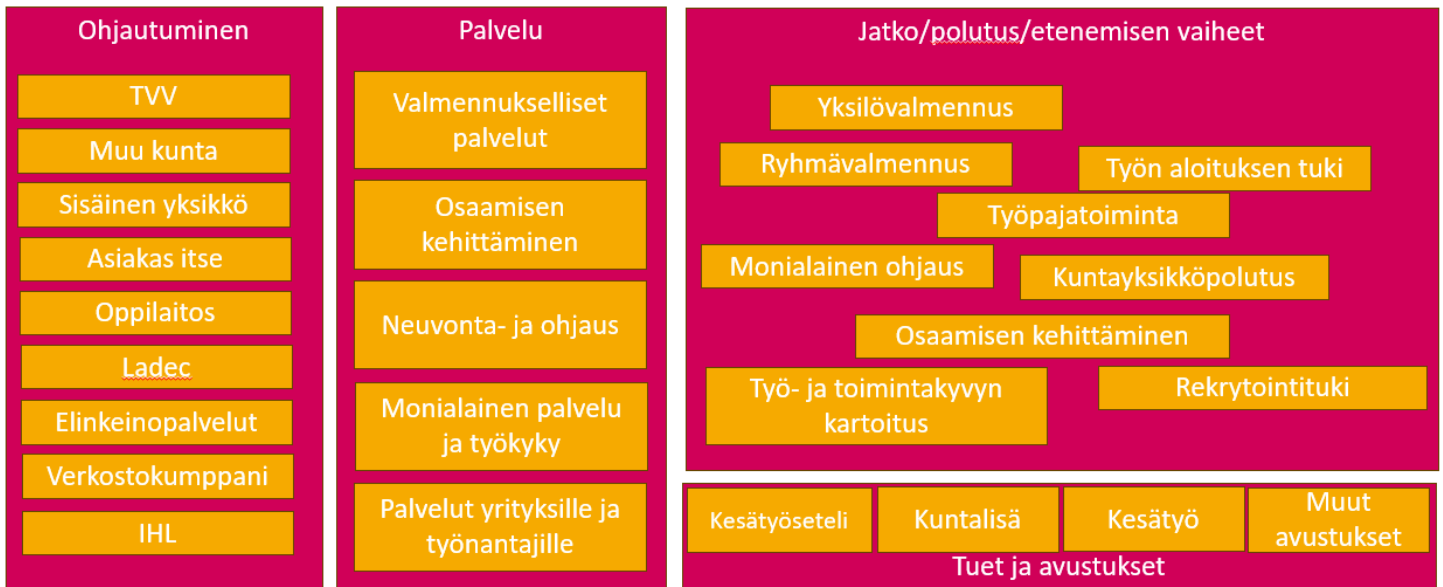 Ohjautuminen
TVV
Muu kunta
Sisäinen yksikkö
Asiakas itse
Oppilaitos
Ladec
Elinkeinopalvelut
Verkostokumppani
IHL
Palvelu
Valmennukselliset
palvelut
Osaamisen
kehittäminen
Neuvonta- ja ohjaus
Monialainen palvelu
ja työkyky
Palvelut yrityksille ja
työnantajille
Jatko/polutus/etenemisen vaiheet
Yksilövalmennus
Ryhmävalmennus
Työn aloituksen tuki
Työpajatoiminta
Monialainen ohjaus
Kuntayksikköpolutus
Osaamisen kehittäminen
Työ- ja toimintakyvyn
kartoitus
Rekrytointituki
Kesätyöseteli
Kuntalisä
Kesätyö
Muut
avustukset
Tuet ja avustukset